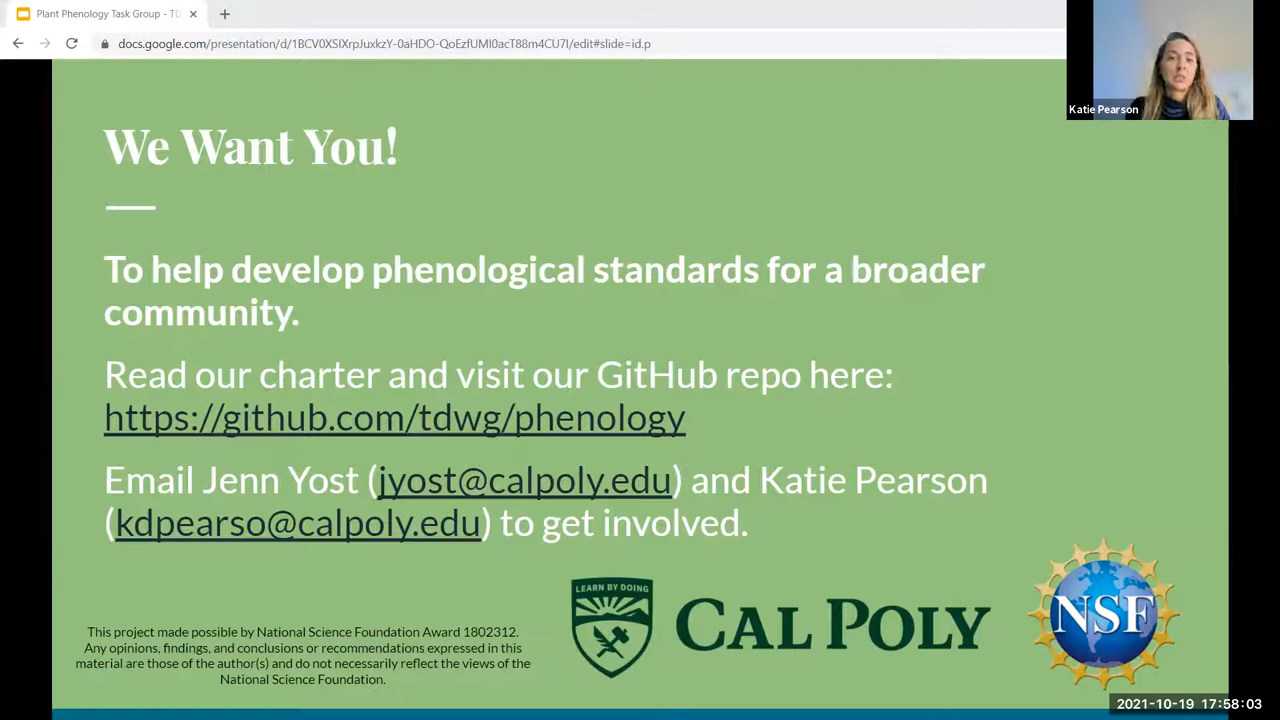 Plant Phenology Task Group - TD
docs.google.com/presentation/d/1BCV0XSIXrpJuxkzY-0aHDO-QoEzfUMI0acT88m4CU7I/edit#slide=id.p
Katie Pearson
We Want You!
To help develop phenological standards for a broader
community.
Read our charter and visit our GitHub repo here:
https://github.com/tdwg/phenology
Email Jenn Yost (jyost@calpoly.edu) and Katie Pearson
(kdpearso@calpoly.edu) to get involved.
LEARN BY DOING
CAL POLY
NSF
This project made possible by National Science Foundation Award 1802312.
Any opinions, findings, and conclusions or recommendations expressed in this
material are those of the author(s) and do not necessarily reflect the views of the
National Science Foundation.
2021-10-19 17:58:03